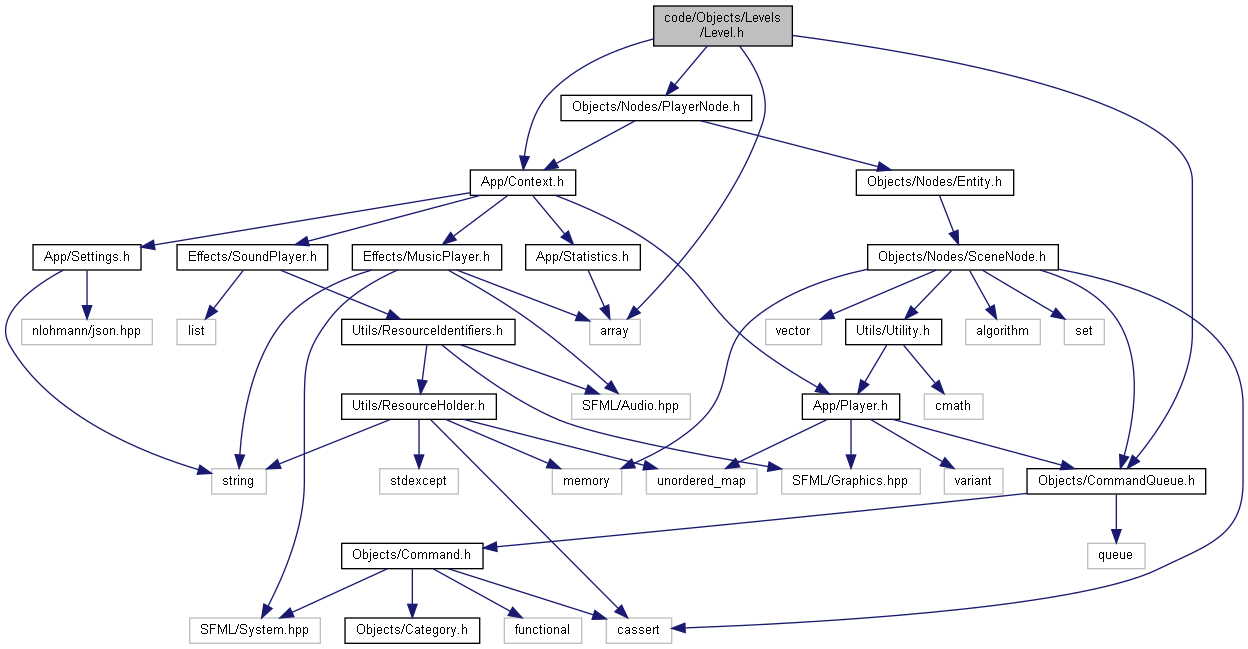 code/Objects/Levels
/Level.h
Objects/Nodes/PlayerNode.h
App/Context.h
Objects/Nodes/Entity.h
App/Settings.h
Effects/SoundPlayer.h
Effects/MusicPlayer.h
App/Statistics.h
Objects/Nodes/SceneNode.h
nlohmann/json.hpp
list
Utils/ResourceIdentifiers.h
array
vector
Utils/Utility.h
algorithm
set
Utils/ResourceHolder.h
SFML/Audio.hpp
App/Player.h
cmath
string
stdexcept
memory
unordered_map
SFML/Graphics.hpp
variant
Objects/CommandQueue.h
Objects/Command.h
queue
SFML/System.hpp
Objects/Category.h
functional
cassert